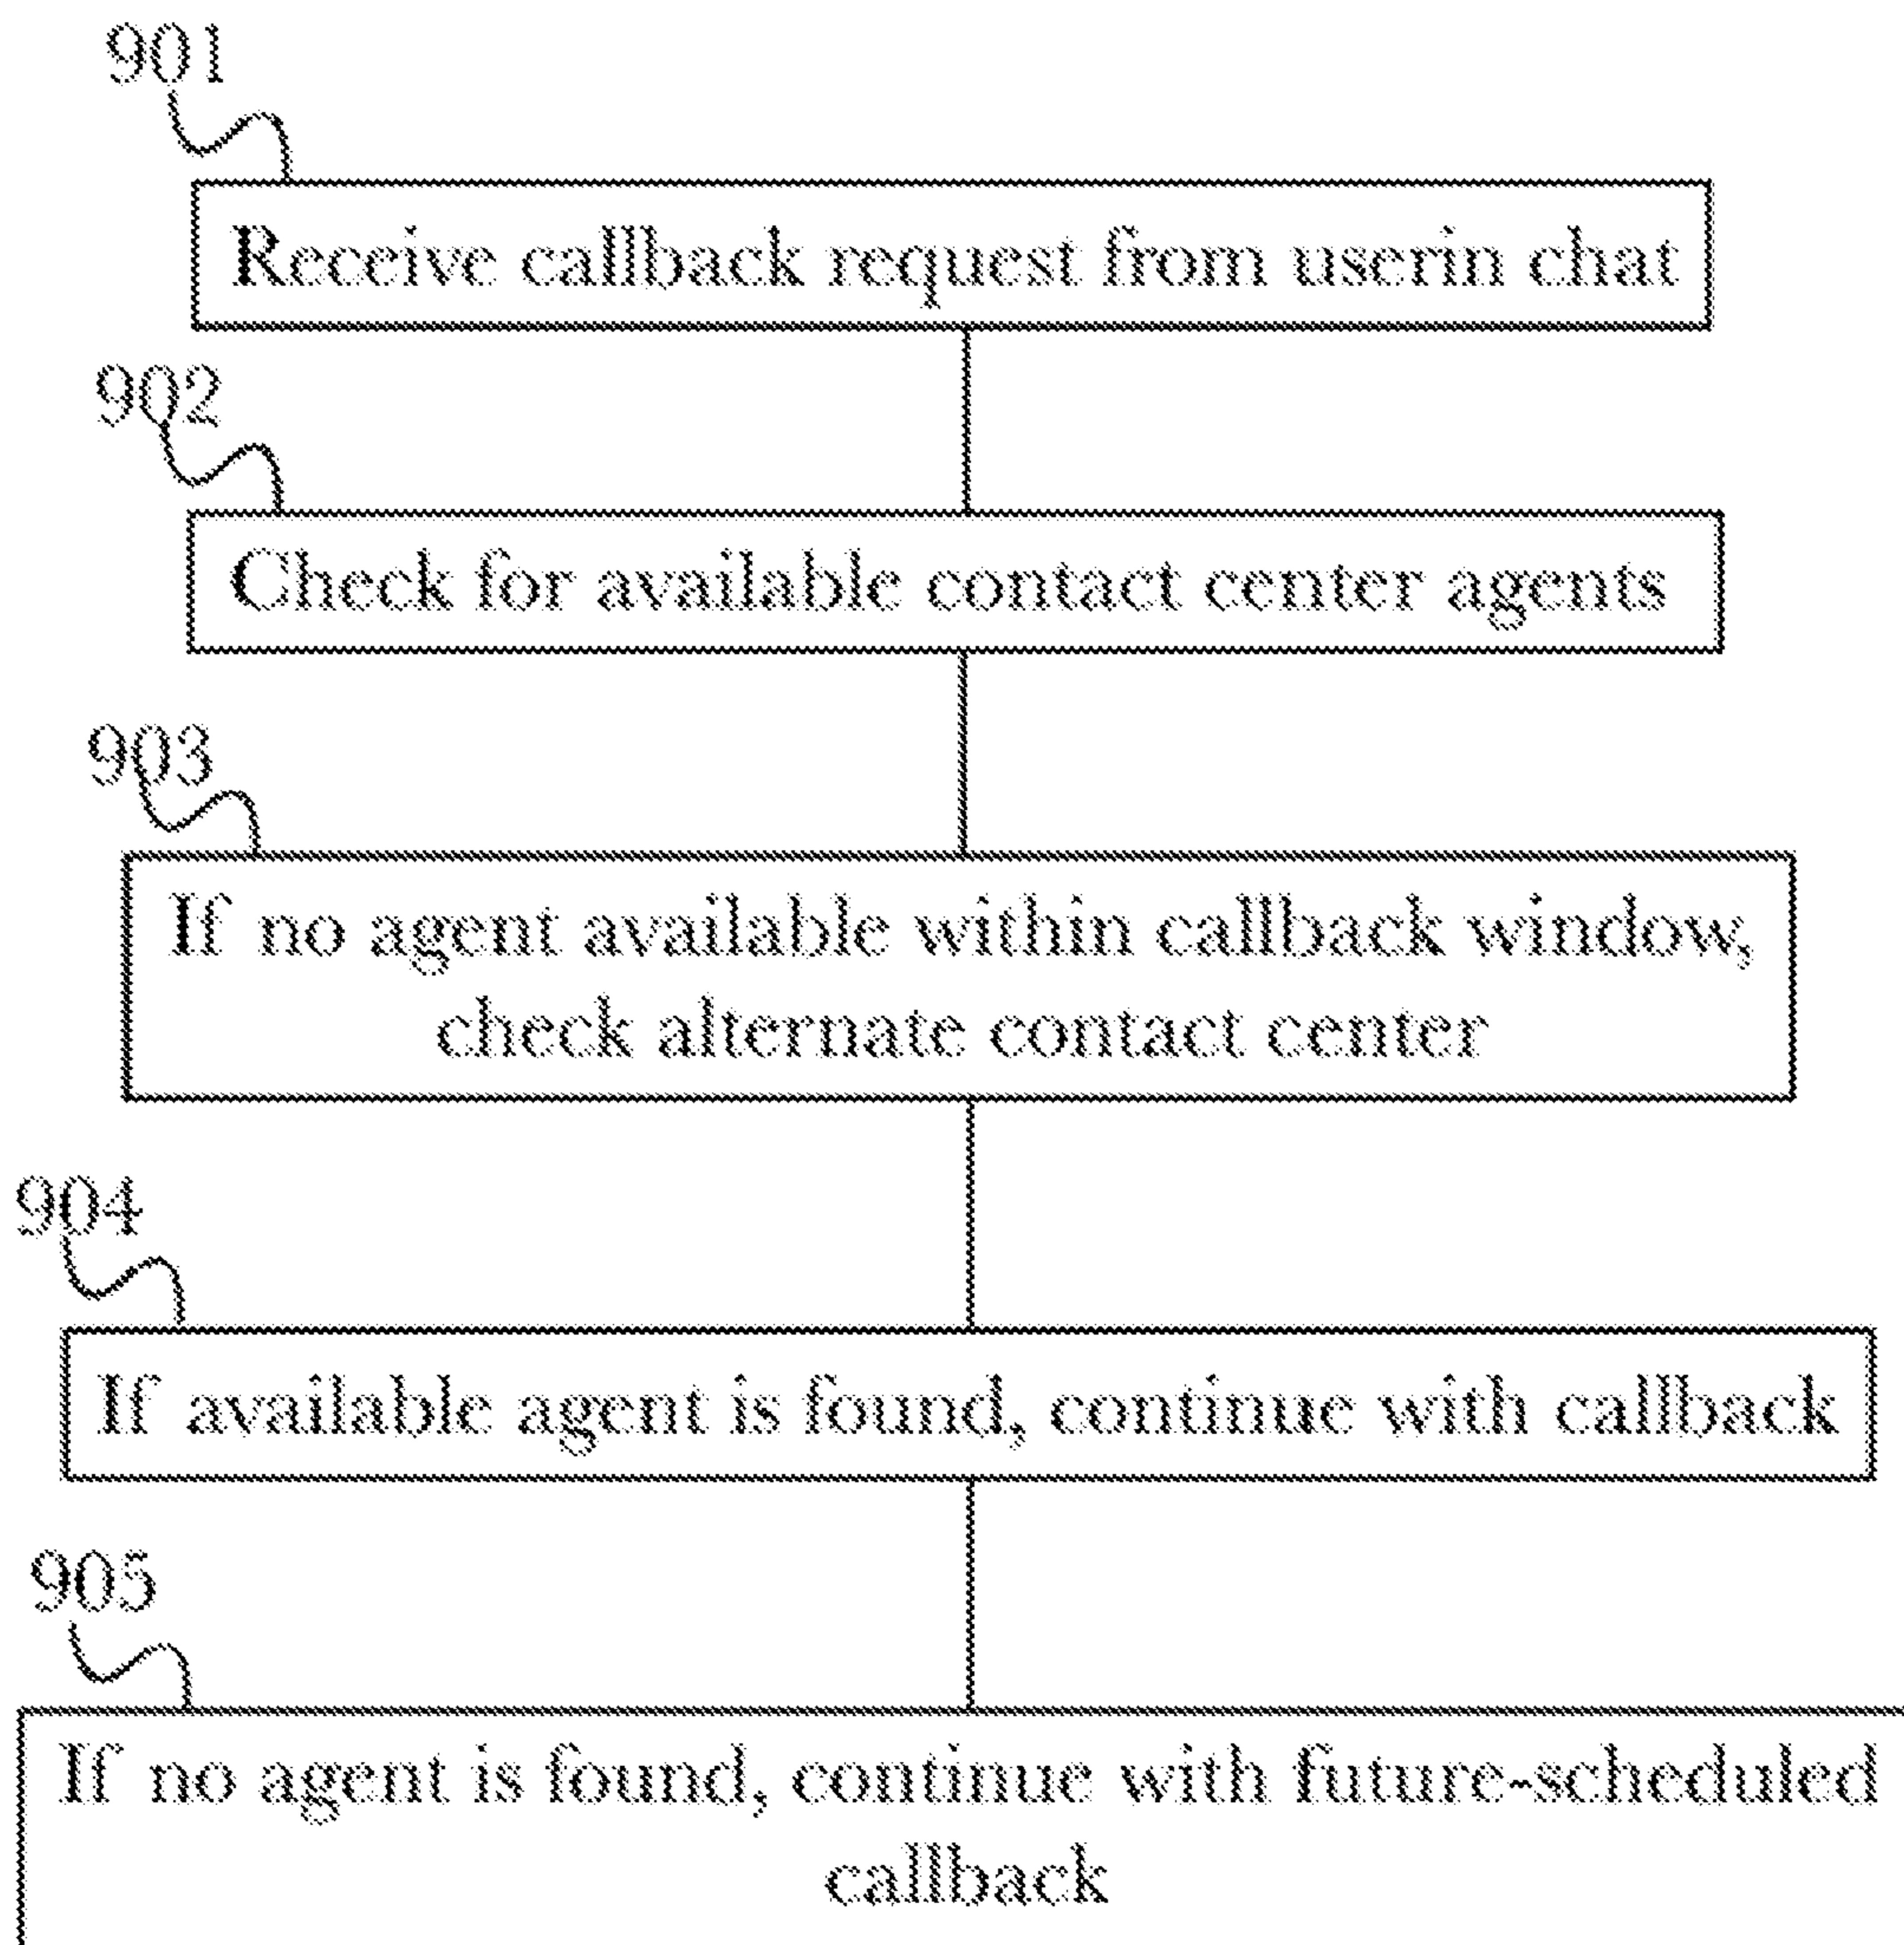 901
Receive callback request from userin chat
902
Check for available contact center agents
903
If no agent available within callback window,
check alternate contact center
904
If available agent is found, continue with callback
905
If no agent is found, continue with future-scheduled
callback